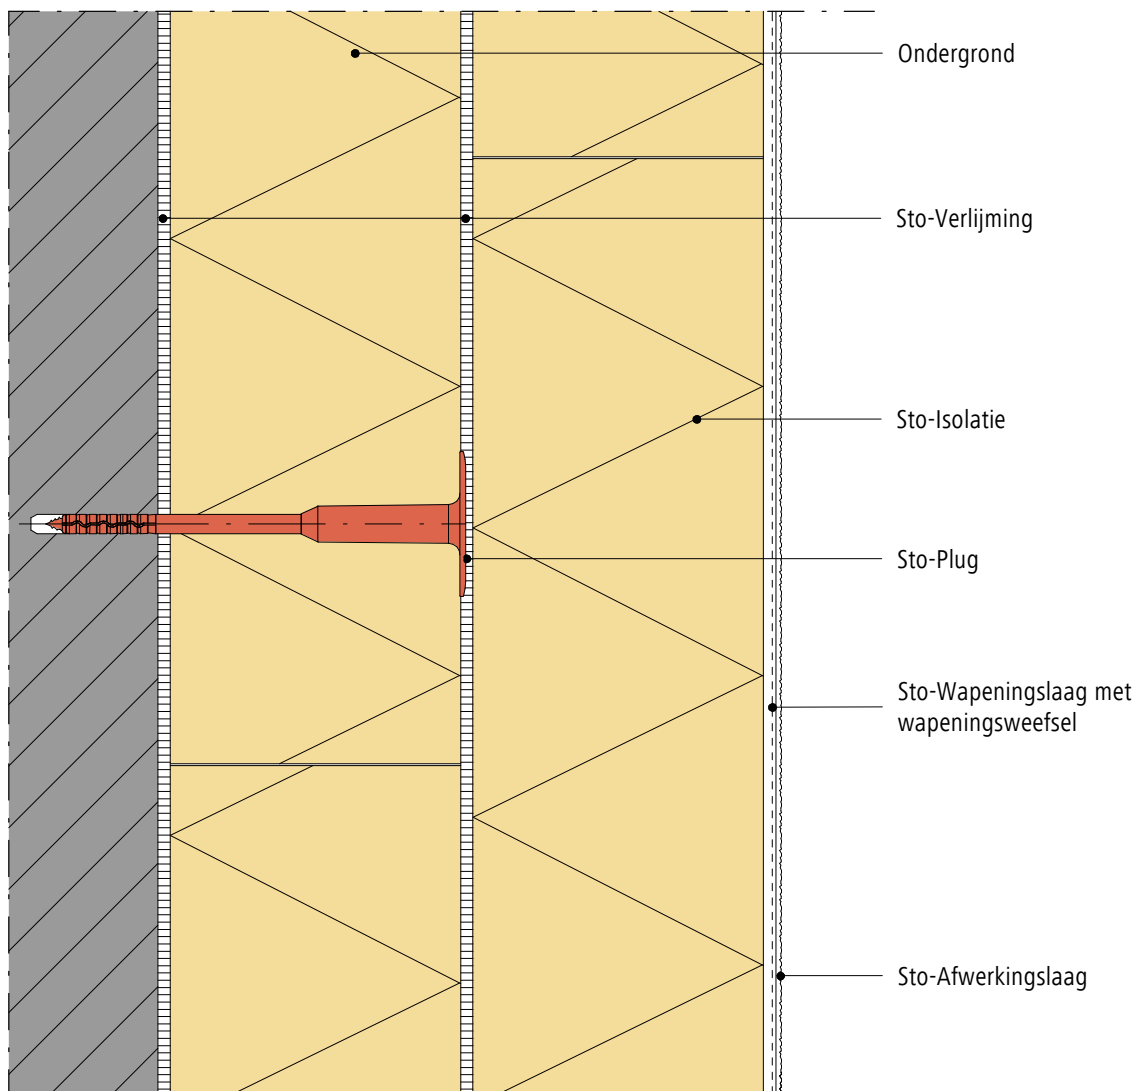 Ondergrond
Sto-Verlijming
Sto-Isolatie
Sto-Plug
Sto-Wapeningslaag met
wapeningsweefsel
Sto-Afwerkingslaag